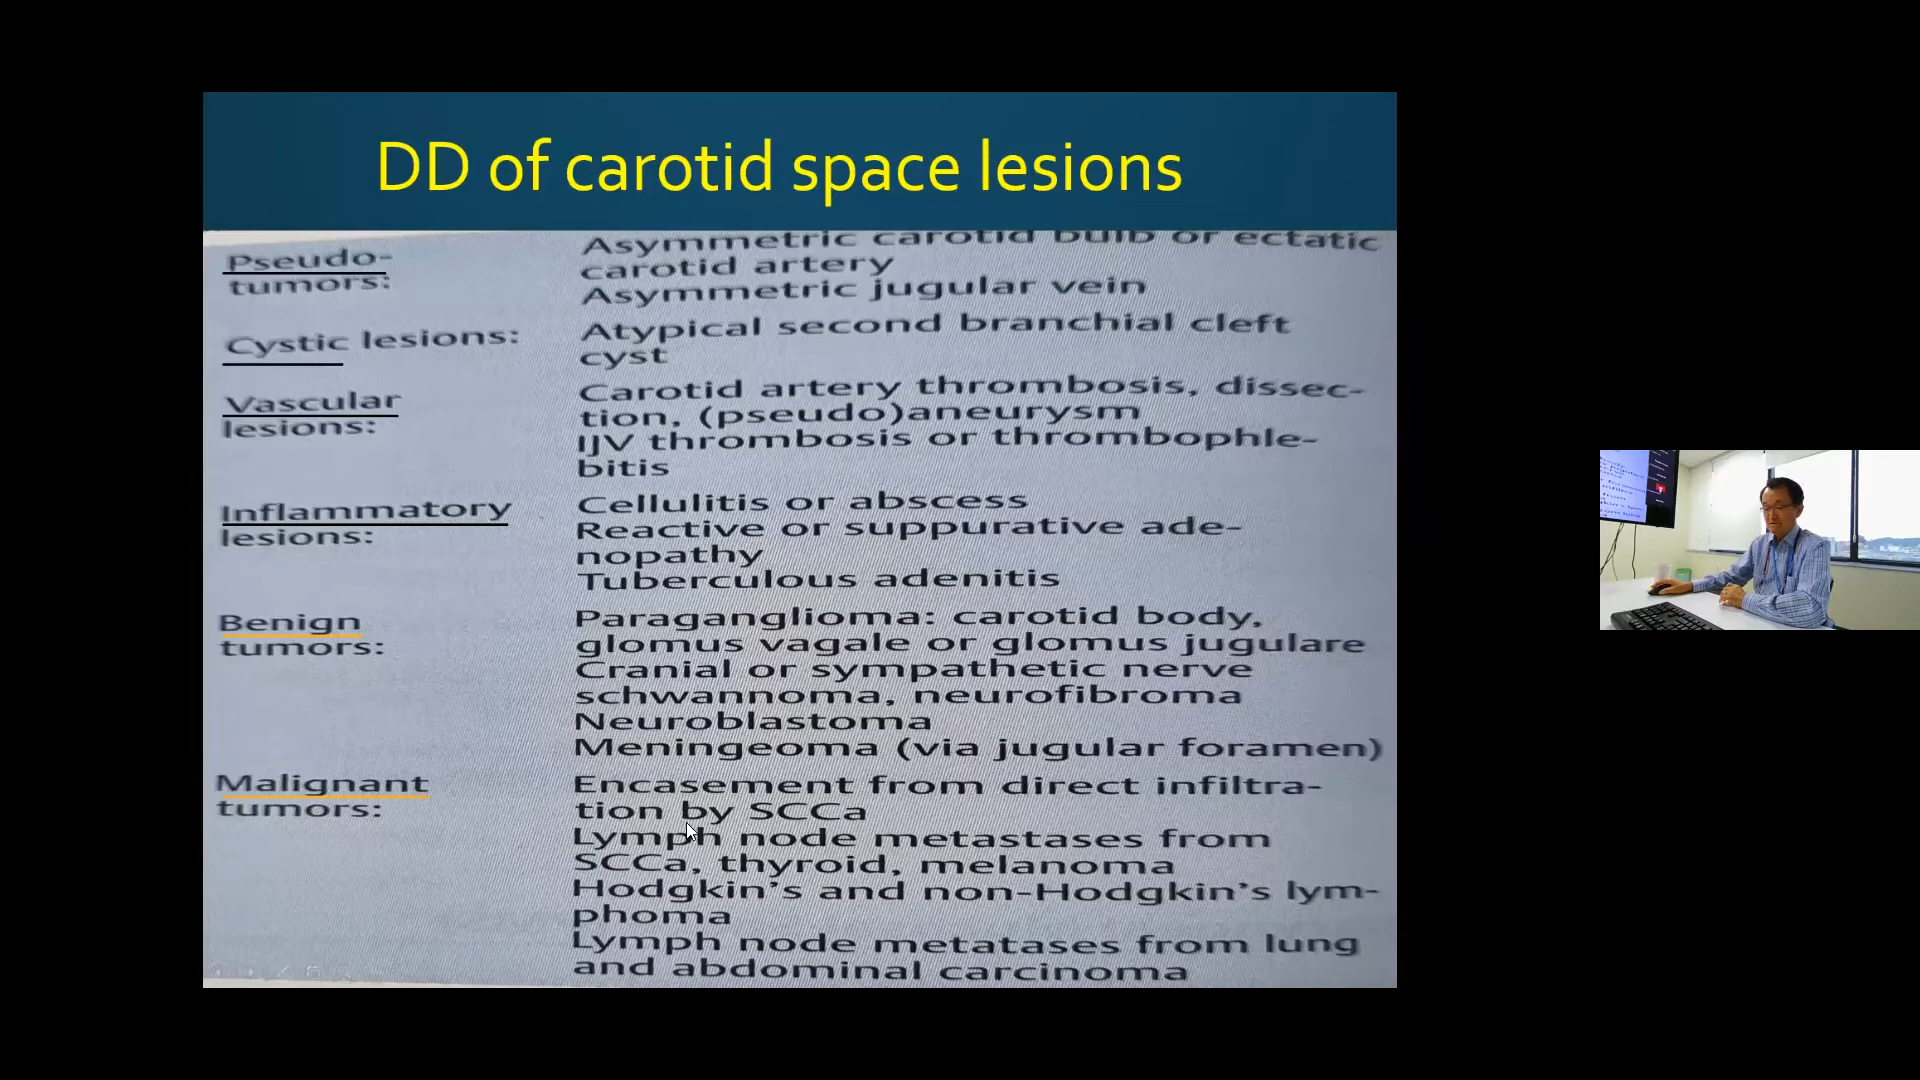 DD of carotid space lesions
Pseudo-
tumors:
Asymmetric carotid bulb or ectatic
carotid artery
Asymmetric jugular vein
Cystic lesions:
Atypical second branchial cleft
cyst
Vascular
lesions:
Carotid artery thrombosis, dissec-
tion, (pseudo)aneurysm
IJV thrombosis or thrombophle-
bitis
Inflammatory
lesions:
Cellulitis or abscess
Reactive or suppurative ade-
nopathy
Tuberculous adenitis
Benign
tumors:
Paraganglioma: carotid body,
glomus vagale or glomus jugulare
Cranial or sympathetic nerve
schwannoma, neurofibroma
Neuroblastoma
Meningeoma (via jugular foramen)
Malignant
tumors:
Encasement from direct infiltra-
tion by SCCa
Lymph node metastases from
SCCa, thyroid, melanoma
Hodgkin's and non-Hodgkin's lym-
phoma
Lymph node metatases from lung
and abdominal carcinoma